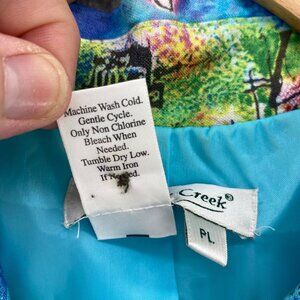 Machine Wash Cold.
Gentle Cycle.
Only Non Chlorine
Bleach When
Needed.
Tumble Dry Low.
Warm Iron
If Needed.
Creek®
PL